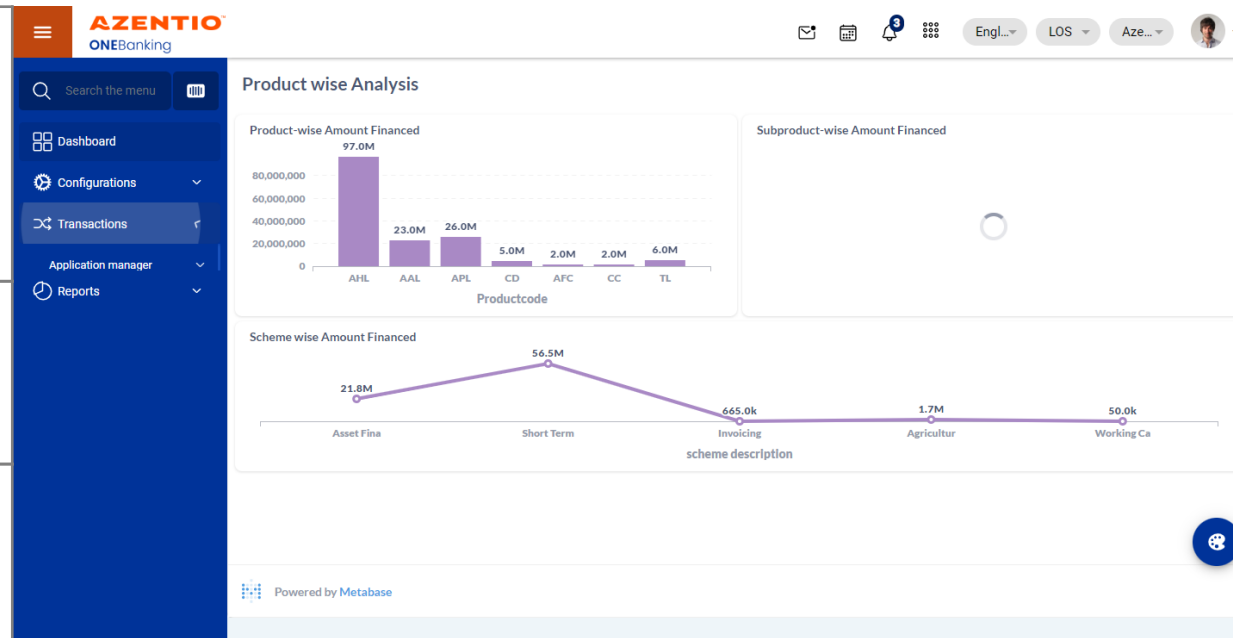 AZENTIO
ONEBanking
3
Engl...
LOS
Aze...
Search the menu
Dashboard
Configurations
Transactions
Application manager
Reports
Product wise Analysis
Product-wise Amount Financed
97.0M
80,000,000
60,000,000
40,000,000
20,000,000
0
23.0M
26.0M
5.0M
2.0M
2.0M
6.0M
AHL
AAL
APL
CD
AFC
CC
TL
Productcode
Subproduct-wise Amount Financed
Scheme wise Amount Financed
56.5M
21.8M
665.0k
1.7M
50.0k
Asset Fina
Short Term
Invoicing
Agricultur
Working Ca
scheme description
Powered by Metabase